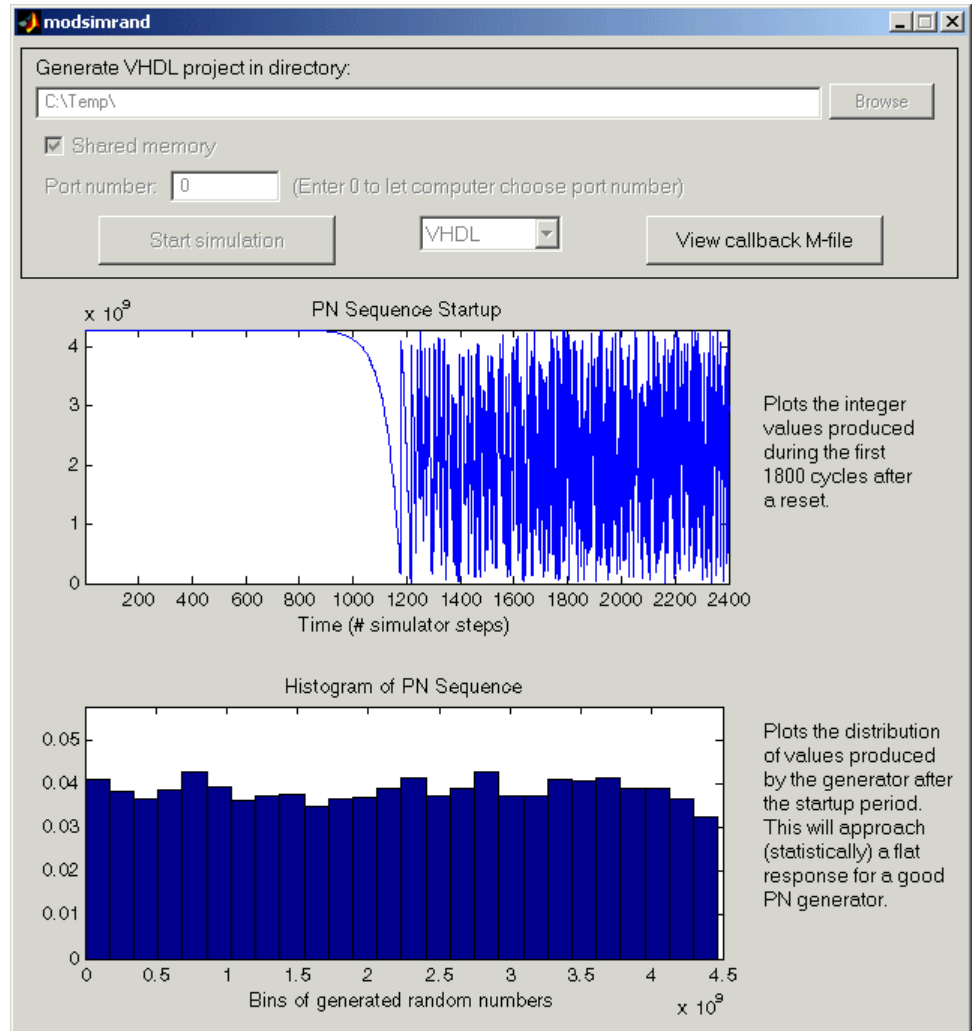 modsimrand
Generate VHDL project in directory:
C:\Temp\
Browse
Shared memory
Port number: 0 (Enter 0 to let computer choose port number)
Start simulation
VHDL
View callback M-file
x 10^9
PN Sequence Startup
4
3
2
1
0
200 400 600 800 1000 1200 1400 1600 1800 2000 2200 2400
Time (# simulator steps)
Plots the integer
values produced
during the first
1800 cycles after
a reset.
Histogram of PN Sequence
0.05
0.04
0.03
0.02
0.01
0
0 0.5 1 1.5 2 2.5 3 3.5 4 4.5
Bins of generated random numbers
x 10^9
Plots the distribution
of values produced
by the generator after
the startup period.
This will approach
(statistically) a flat
response for a good
PN generator.